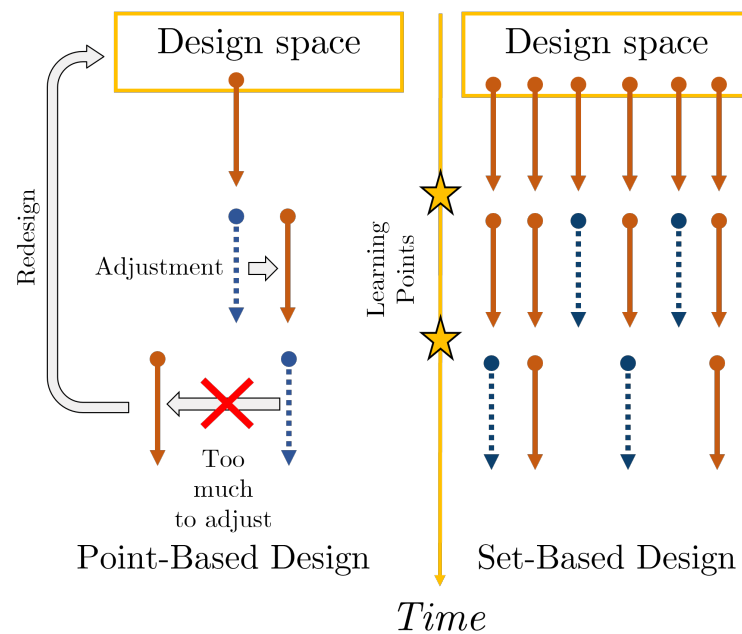 Design space
Design space
Redesign
Adjustment
Learning
Points
Too
much
to adjust
Point-Based Design
Set-Based Design
Time